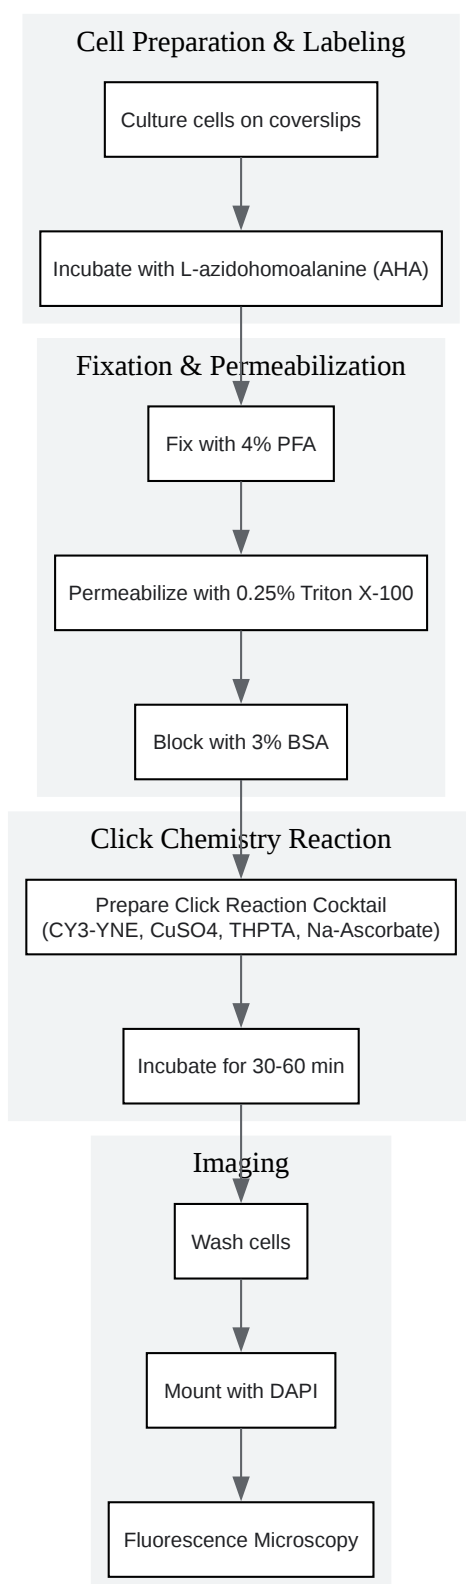 Cell Preparation & Labeling
Culture cells on coverslips
Incubate with L-azidohomoalanine (AHA)
Fixation & Permeabilization
Fix with 4% PFA
Permeabilize with 0.25% Triton X-100
Block with 3% BSA
Click Chemistry Reaction
Prepare Click Reaction Cocktail
(CY3-YNE, CuSO4, THPTA, Na-Ascorbate)
Incubate for 30-60 min
Imaging
Wash cells
Mount with DAPI
Fluorescence Microscopy